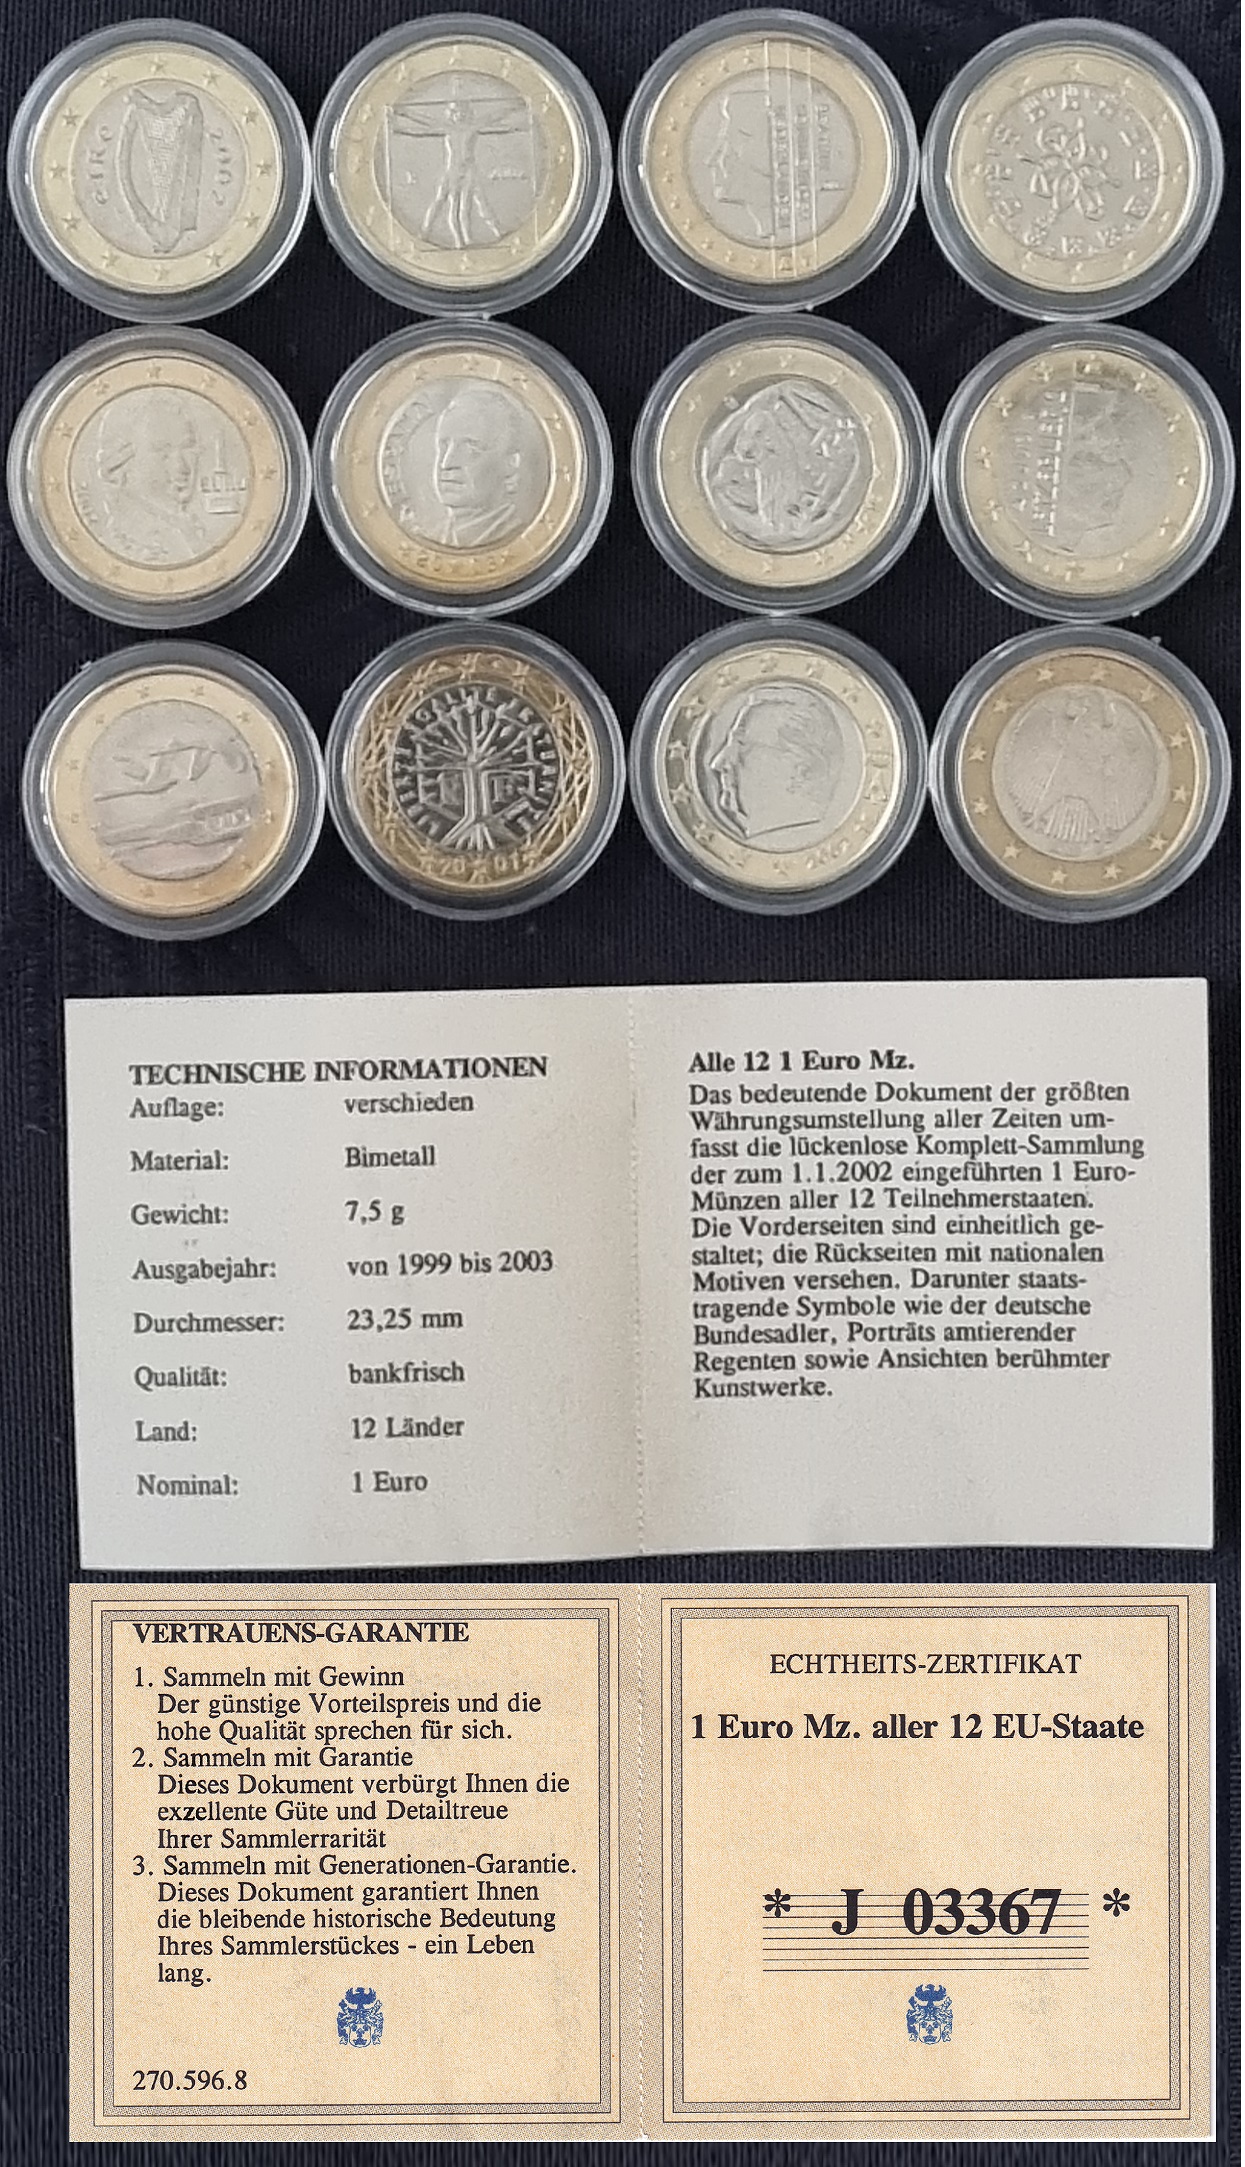 eire 2002
ESPAÑA
LËTZEBUERG
LIBERTE EGALITE FRATERNITE
RF
2001
TECHNISCHE INFORMATIONEN
Auflage: verschieden
Material: Bimetall
Gewicht: 7,5 g
Ausgabejahr: von 1999 bis 2003
Durchmesser: 23,25 mm
Qualität: bankfrisch
Land: 12 Länder
Nominal: 1 Euro
Alle 12 1 Euro Mz.
Das bedeutende Dokument der größten
Währungsumstellung aller Zeiten um-
fasst die lückenlose Komplett-Sammlung
der zum 1.1.2002 eingeführten 1 Euro-
Münzen aller 12 Teilnehmerstaaten.
Die Vorderseiten sind einheitlich ge-
staltet; die Rückseiten mit nationalen
Motiven versehen. Darunter staats-
tragende Symbole wie der deutsche
Bundesadler, Porträts amtierender
Regenten sowie Ansichten berühmter
Kunstwerke.
VERTRAUENS-GARANTIE
1. Sammeln mit Gewinn
Der günstige Vorteilspreis und die
hohe Qualität sprechen für sich.
2. Sammeln mit Garantie
Dieses Dokument verbürgt Ihnen die
exzellente Güte und Detailtreue
Ihrer Sammlerrarität
3. Sammeln mit Generationen-Garantie.
Dieses Dokument garantiert Ihnen
die bleibende historische Bedeutung
Ihres Sammlerstückes - ein Leben
lang.
270.596.8
ECHTHEITS-ZERTIFIKAT
1 Euro Mz. aller 12 EU-Staate
* J 03367 *